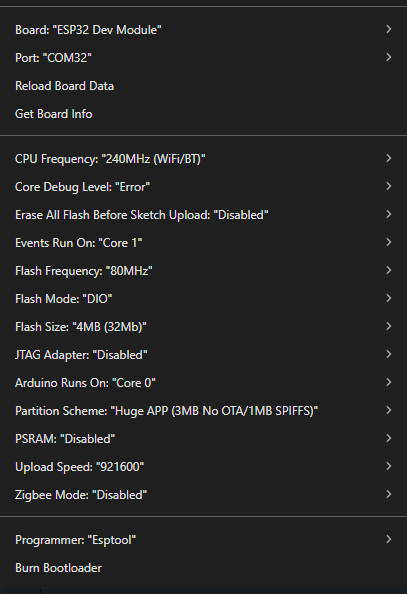 Board: "ESP32 Dev Module"
Port: "COM32"
Reload Board Data
Get Board Info
CPU Frequency: "240MHz (WiFi/BT)"
Core Debug Level: "Error"
Erase All Flash Before Sketch Upload: "Disabled"
Events Run On: "Core 1"
Flash Frequency: "80MHz"
Flash Mode: "DIO"
Flash Size: "4MB (32Mb)"
JTAG Adapter: "Disabled"
Arduino Runs On: "Core 0"
Partition Scheme: "Huge APP (3MB No OTA/1MB SPIFFS)"
PSRAM: "Disabled"
Upload Speed: "921600"
Zigbee Mode: "Disabled"
Programmer: "Esptool"
Burn Bootloader